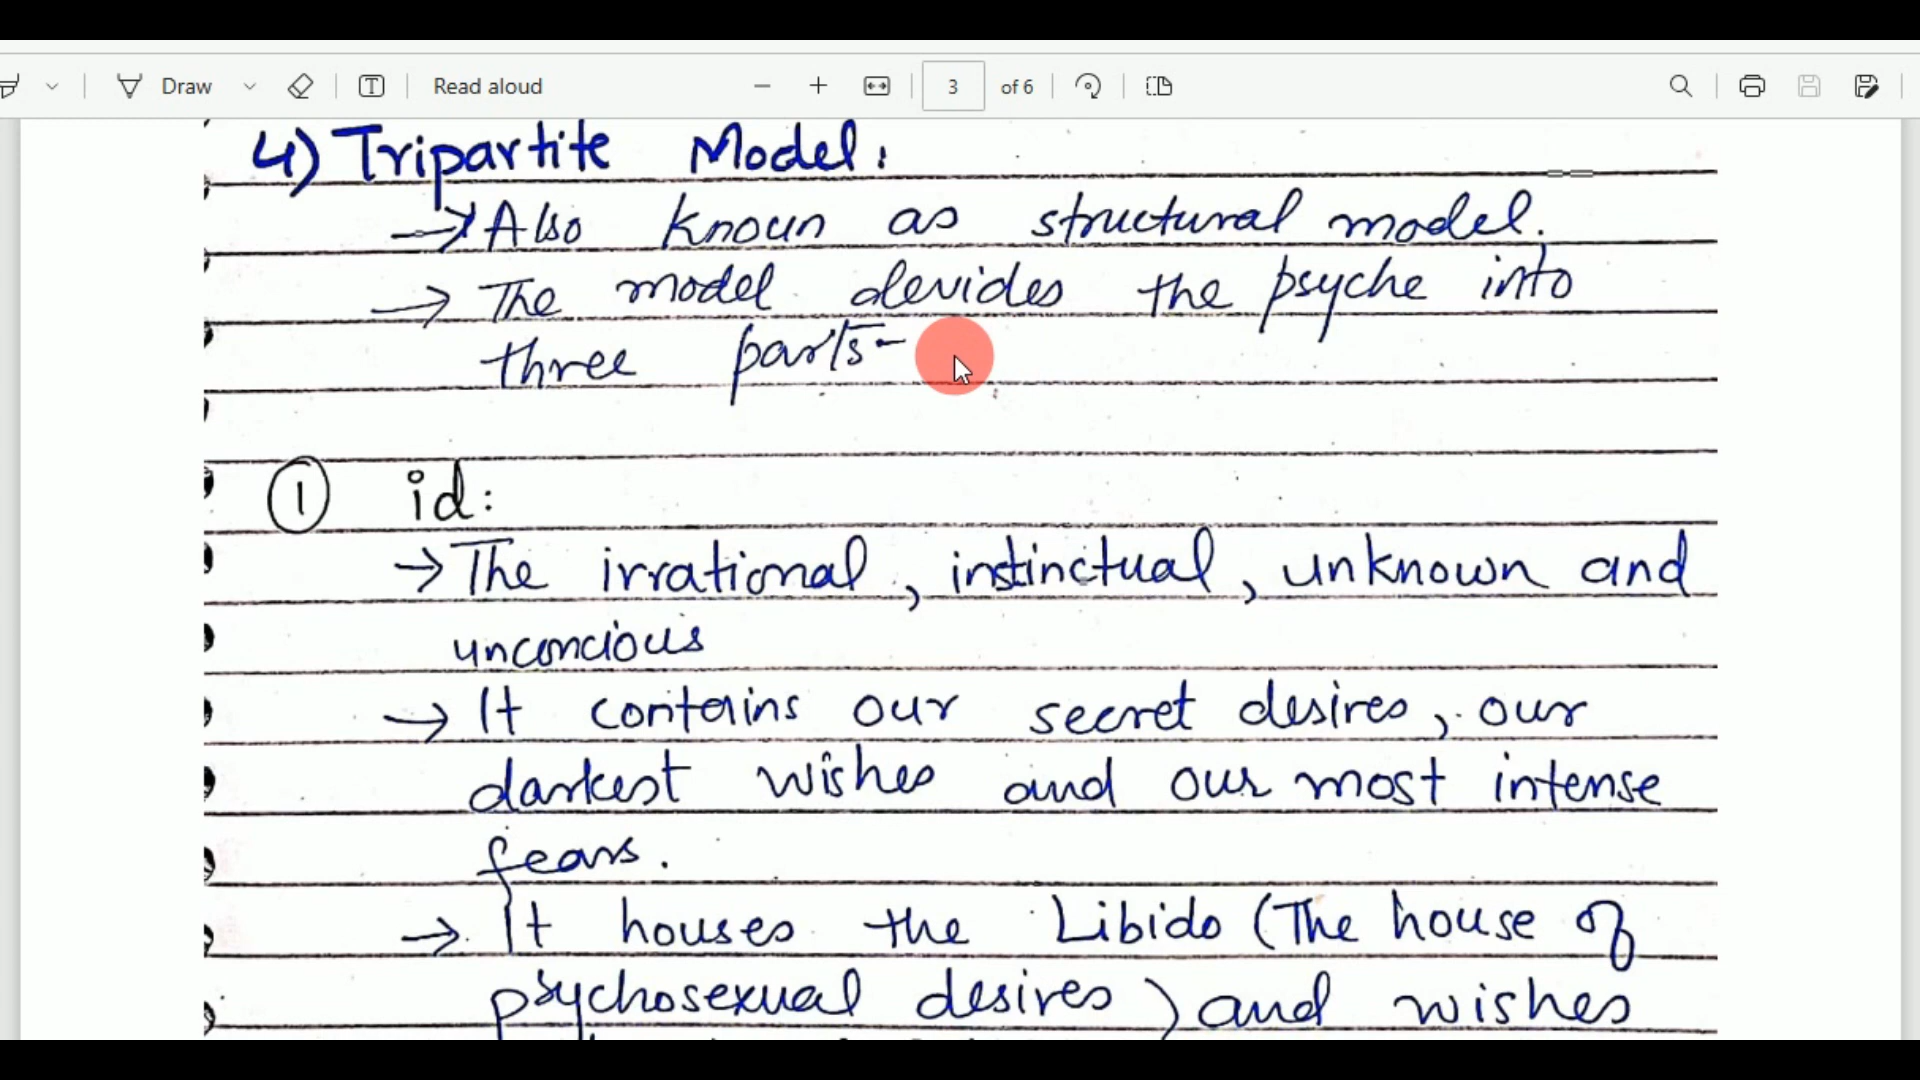 Draw
Read aloud
3
of 6
4) Tripartite Model:
→ Also known as structural model.
→ The model devides the psyche into
three parts-
① id:
→ The irrational, instinctual, unknown and
unconcious
→ It contains our secret desires, our
darkest wishes and our most intense
fears.
→ It houses the Libido (The house of
psychosexual desires) and wishes